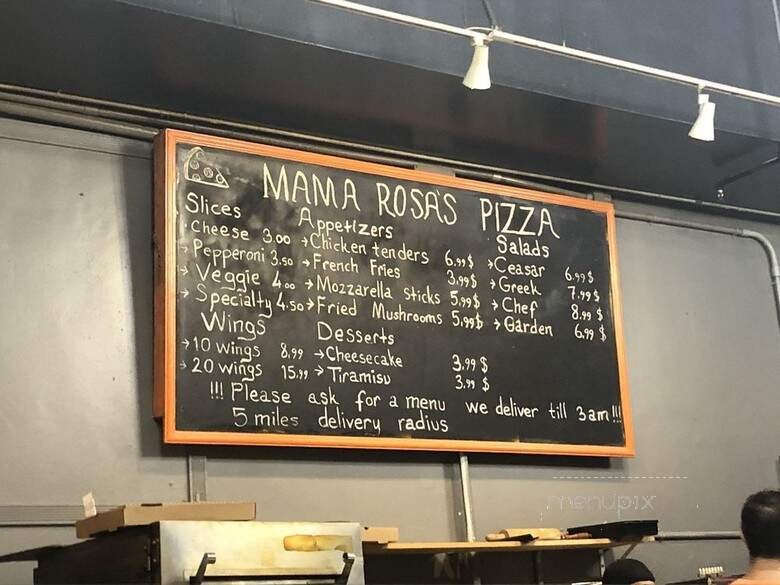 MAMA ROSA'S PIZZA
Slices
· Cheese 3.00
→ Pepperoni 3.50
→ Veggie 4.00
→ Specialty 4.50
Appetizers
→ Chicken tenders 6.99$
→ French Fries 3.99$
→ Mozzarella sticks 5.99$
→ Fried Mushrooms 5.99$
Salads
→ Ceasar 6.99$
→ Greek 7.99$
→ Chef 8.99 $
→ Garden 6.99 $
Wings
→ 10 wings 8.99
→ 20 wings 15.99
Desserts
→ Cheesecake 3.99 $
→ Tiramisu 3.99 $
!!! Please ask for a menu we deliver till 3am!!!
5 miles delivery radius
menupix